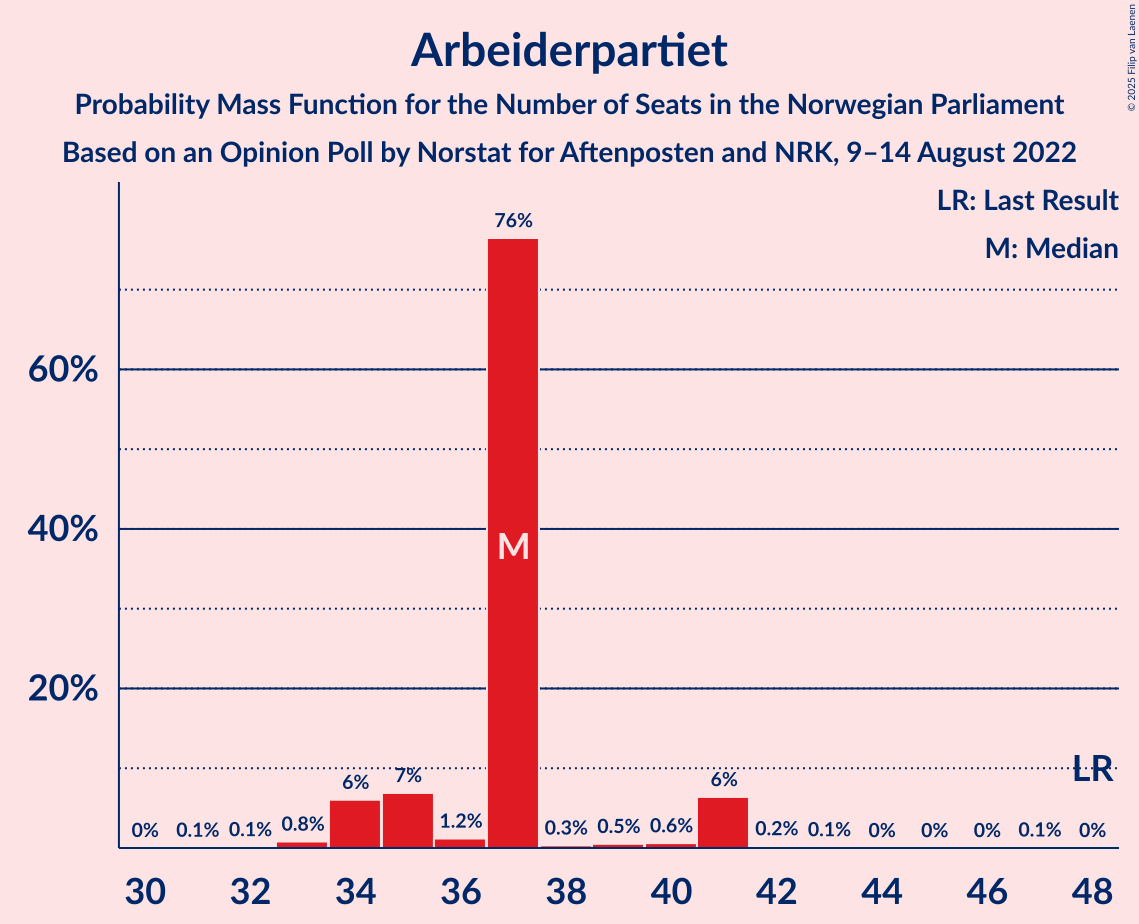 Arbeiderpartiet
Probability Mass Function for the Number of Seats in the Norwegian Parliament
Based on an Opinion Poll by Norstat for Aftenposten and NRK, 9–14 August 2022
© 2025 Filip van Laenen
LR: Last Result
M: Median
60%
40%
20%
0%
0.1%
0.1%
0.8%
6%
7%
1.2%
76%
M
0.3%
0.5%
0.6%
6%
0.2%
0.1%
0%
0%
0%
0.1%
0%
LR
30 32 34 36 38 40 42 44 46 48